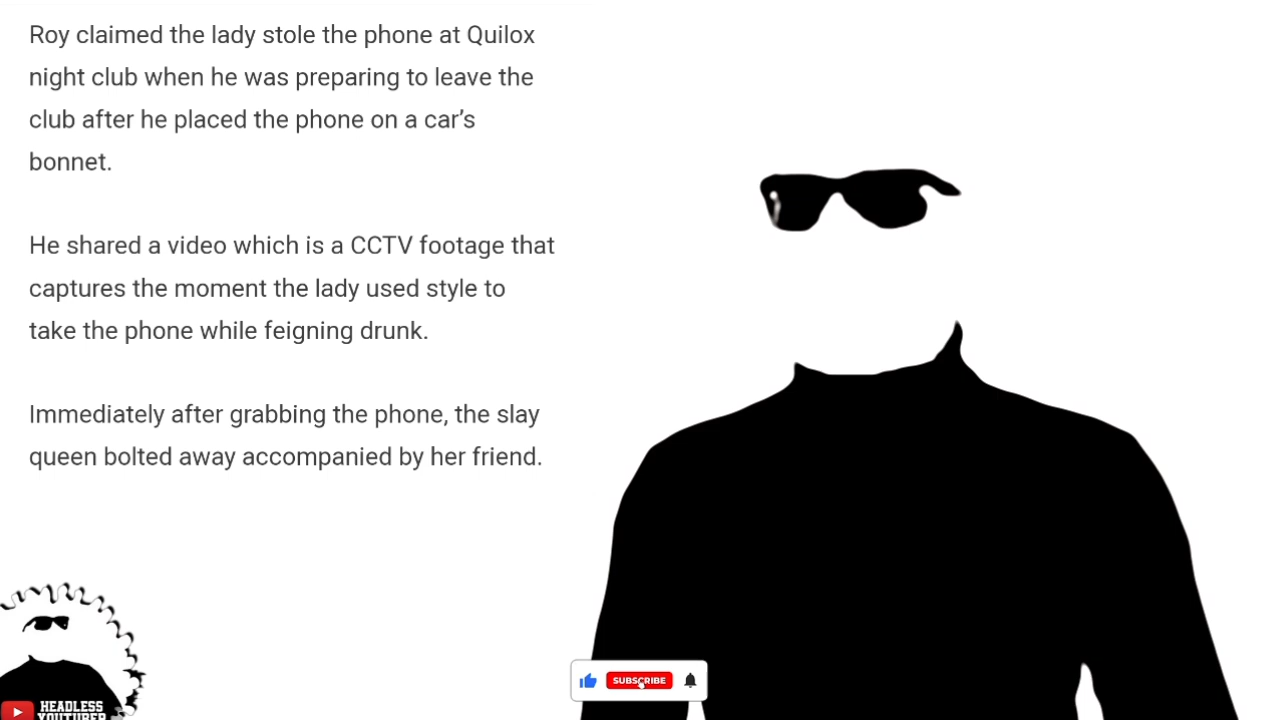 Roy claimed the lady stole the phone at Quilox
night club when he was preparing to leave the
club after he placed the phone on a car’s
bonnet.
He shared a video which is a CCTV footage that
captures the moment the lady used style to
take the phone while feigning drunk.
Immediately after grabbing the phone, the slay
queen bolted away accompanied by her friend.
SUBSCRIBE
HEADLESS
YOUTUBER